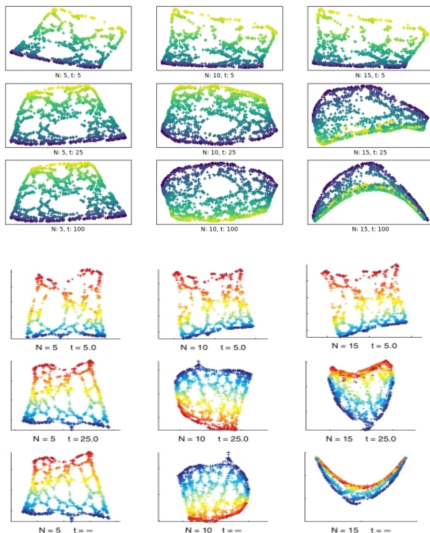 N: 5, t: 5 N: 10, t: 5 N: 15, t: 5
N: 5, t: 25 N: 10, t: 25 N: 15, t: 25
N: 5, t: 100 N: 10, t: 100 N: 15, t: 100
N = 5 t = 5.0 N = 10 t = 5.0 N = 15 t = 5.0
N = 5 t = 25.0 N = 10 t = 25.0 N = 15 t = 25.0
N = 5 t = ∞ N = 10 t = ∞ N = 15 t = ∞